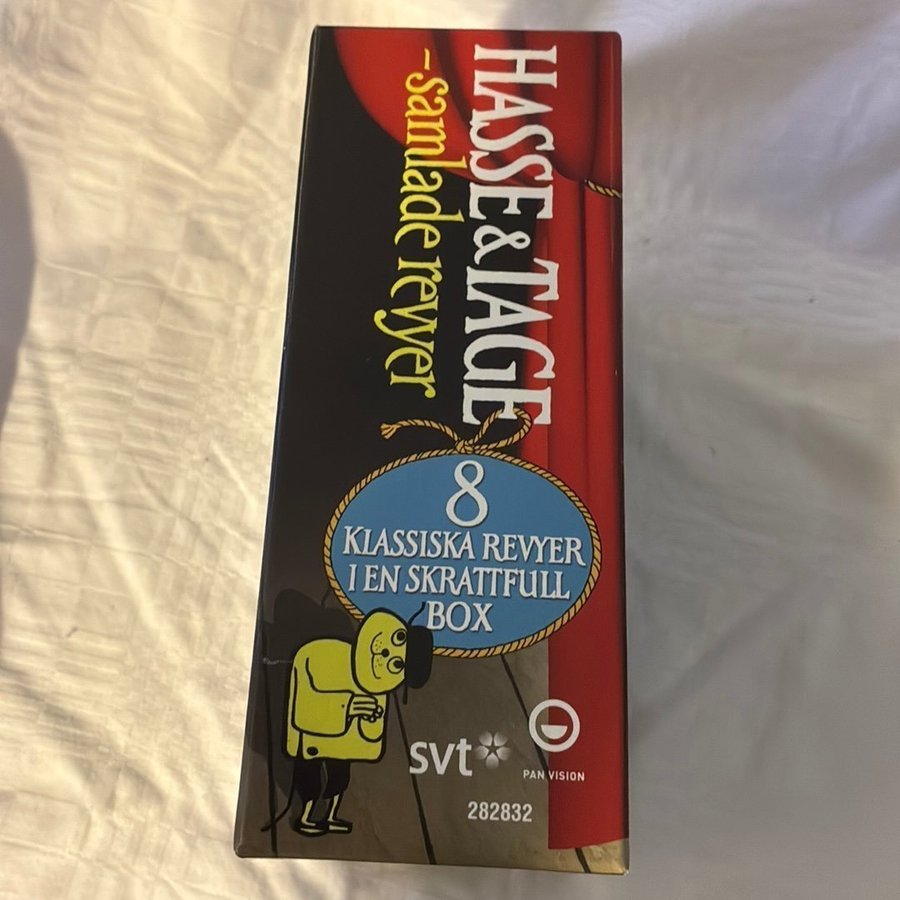 HASSE & TAGE
- samlade revyer
8
KLASSISKA REVYER
I EN SKRATTFULL
BOX
svt
PAN VISION
282832